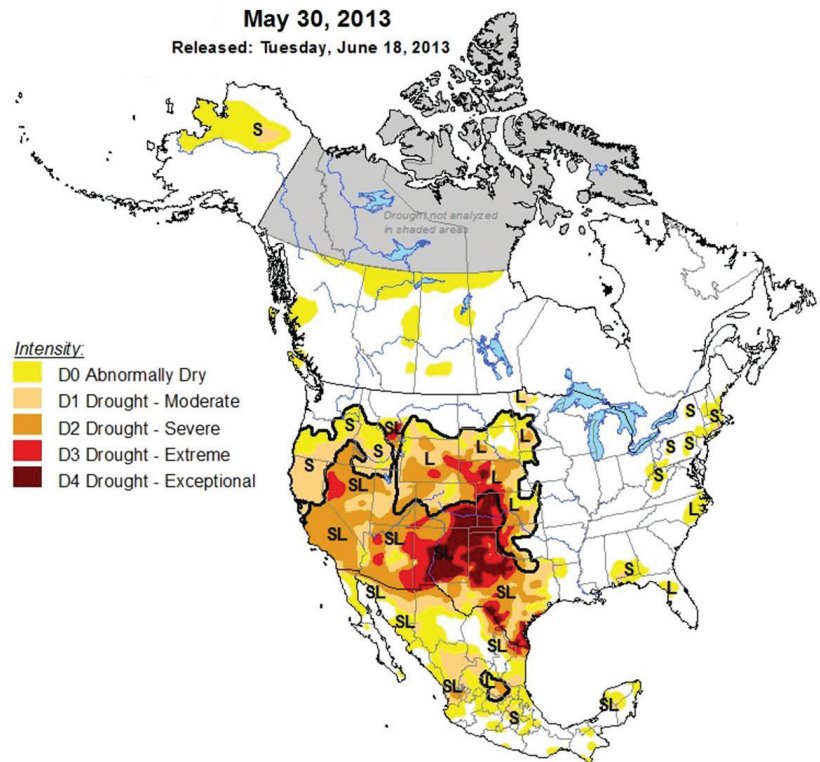 May 30, 2013
Released: Tuesday, June 18, 2013
S
Drought not analyzed
in shaded areas
Intensity:
D0 Abnormally Dry
D1 Drought - Moderate
D2 Drought - Severe
D3 Drought - Extreme
D4 Drought - Exceptional
L
S
S
S
SL
L
S
L
S
S
S
L
S
SL
L
L
SL
SL
SL
S
SL
SL
L
SL
SL
L
SL
SL
S